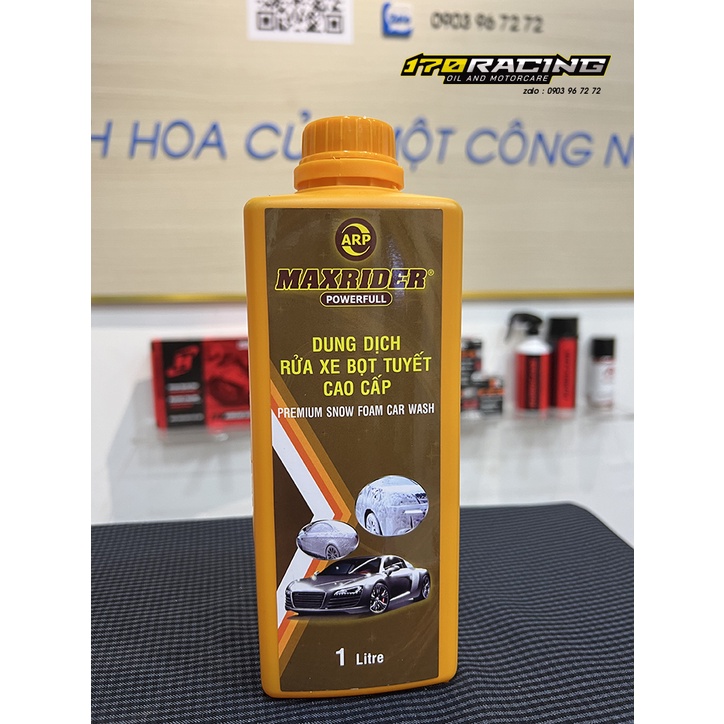 0903 96 72 72
170RACING
OIL AND MOTORCARE
zalo : 0903 96 72 72
H HOA CỦ MỘT CÔNG N
ARP
MAXRIDER®
POWERFULL
DUNG DỊCH
RỬA XE BỌT TUYẾT
CAO CẤP
PREMIUM SNOW FOAM CAR WASH
1 Litre